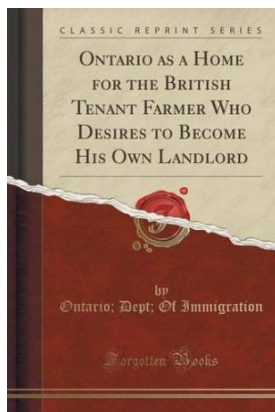 CLASSIC REPRINT SERIES
ONTARIO AS A HOME
FOR THE BRITISH
TENANT FARMER WHO
DESIRES TO BECOME
HIS OWN LANDLORD
by
Ontario; Dept; Of Immigration
Forgotten Books